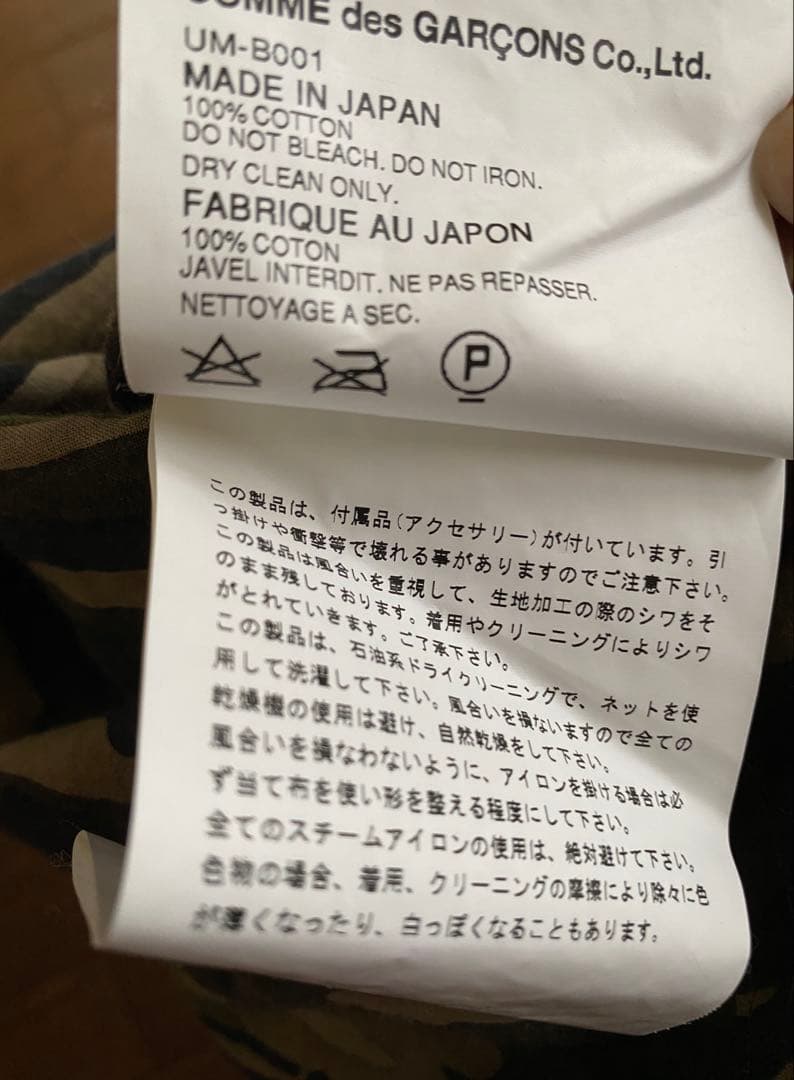 COMME des GARÇONS Co.,Ltd.
UM-B001
MADE IN JAPAN
100% COTTON
DO NOT BLEACH. DO NOT IRON.
DRY CLEAN ONLY.
FABRIQUE AU JAPON
100% COTON
JAVEL INTERDIT. NE PAS REPASSER.
NETTOYAGE A SEC.
P
この製品は、付属品(アクセサリー)が付いています。引
っ掛けや衝撃等で壊れる事がありますのでご注意下さい。
この製品は風合いを重視して、生地加工の際のシワをそ
のまま残しております。着用やクリーニングによりシワ
がとれていきます。ご了承下さい。
この製品は、石油系ドライクリーニングで、ネットを使
用して洗濯して下さい。風合いを損ないますので全ての
乾燥機の使用は避け、自然乾燥をして下さい。
風合いを損なわないように、アイロンを掛ける場合は必
ず当て布を使い形を整える程度にして下さい。
全てのスチームアイロンの使用は、絶対避けて下さい。
色物の場合、着用、クリーニングの摩擦により除々に色
が薄くなったり、白っぽくなることもあります。